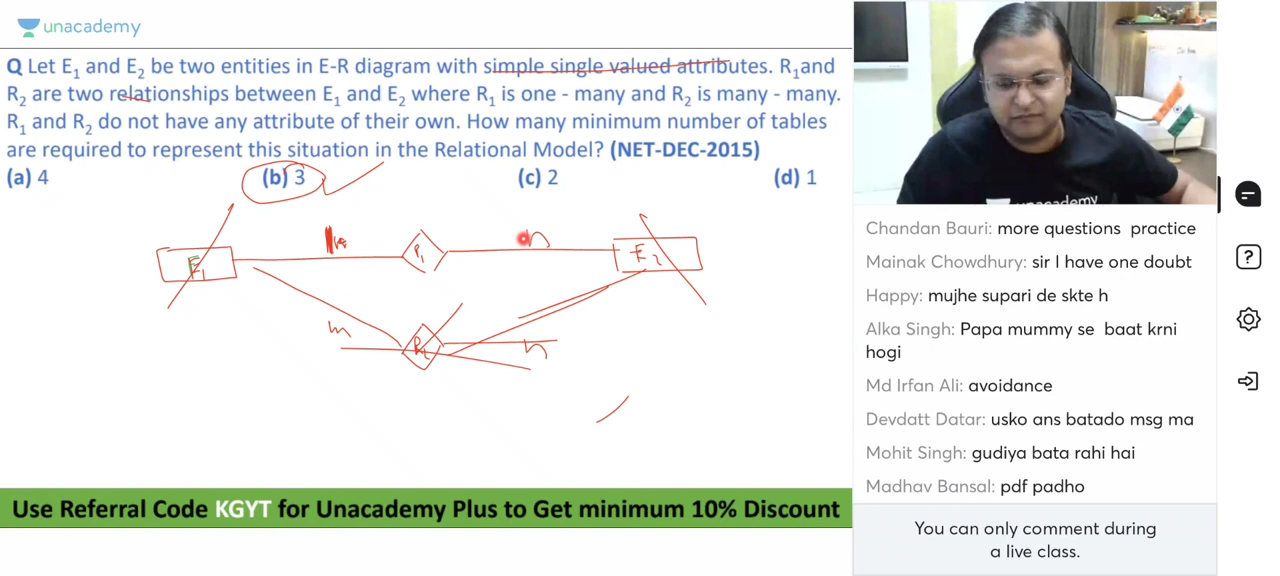 unacademy
Q Let E₁ and E₂ be two entities in E-R diagram with simple single valued attributes. R₁and
R₂ are two relationships between E₁ and E₂ where R₁ is one - many and R₂ is many - many.
R₁ and R₂ do not have any attribute of their own. How many minimum number of tables
are required to represent this situation in the Relational Model? (NET-DEC-2015)
(a) 4 (b) 3 (c) 2 (d) 1
E₁ n E₂
m n
Use Referral Code KGYT for Unacademy Plus to Get minimum 10% Discount
unacademy
Chandan Bauri: more questions practice
Mainak Chowdhury: sir I have one doubt
Happy: mujhe supari de skte h
Alka Singh: Papa mummy se baat krni
hogi
Md Irfan Ali: avoidance
Devdatt Datar: usko ans batado msg ma
Mohit Singh: gudiya bata rahi hai
Madhav Bansal: pdf padho
You can only comment during
a live class.